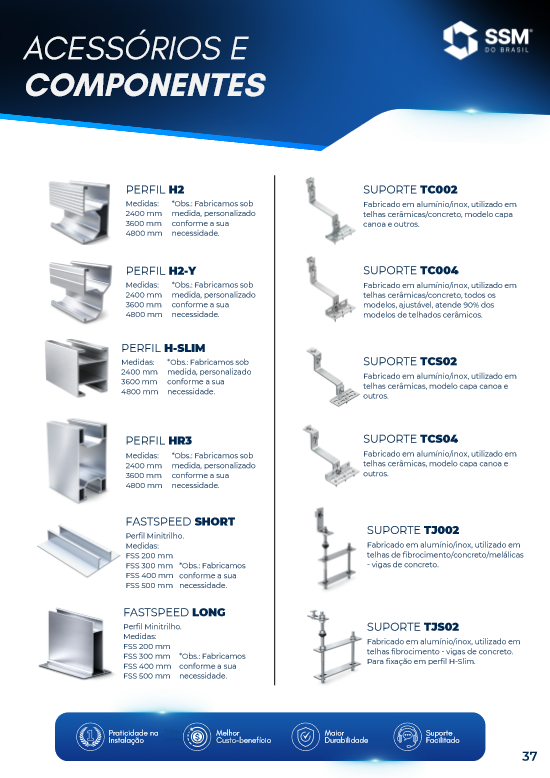 ACESSÓRIOS E
COMPONENTES
SSM®
DO BRASIL
PERFIL H2
Medidas: *Obs.: Fabricamos sob
2400 mm medida, personalizado
3600 mm conforme a sua
4800 mm necessidade.
PERFIL H2-Y
Medidas: *Obs.: Fabricamos sob
2400 mm medida, personalizado
3600 mm conforme a sua
4800 mm necessidade.
PERFIL H-SLIM
Medidas: *Obs.: Fabricamos sob
2400 mm medida, personalizado
3600 mm conforme a sua
4800 mm necessidade.
PERFIL HR3
Medidas: *Obs.: Fabricamos sob
2400 mm medida, personalizado
3600 mm conforme a sua
4800 mm necessidade.
FASTSPEED SHORT
Perfil Minitrilho.
Medidas:
FSS 200 mm
FSS 300 mm *Obs.: Fabricamos
FSS 400 mm conforme a sua
FSS 500 mm necessidade.
FASTSPEED LONG
Perfil Minitrilho.
Medidas:
FSS 200 mm
FSS 300 mm *Obs.: Fabricamos
FSS 400 mm conforme a sua
FSS 500 mm necessidade.
SUPORTE TC002
Fabricado em alumínio/inox, utilizado em
telhas cerâmicas/concreto, modelo capa
canoa e outros.
SUPORTE TC004
Fabricado em alumínio/inox, utilizado em
telhas cerâmicas/concreto, todos os
modelos, ajustável, atende 90% dos
modelos de telhados cerâmicos.
SUPORTE TCS02
Fabricado em alumínio/inox, utilizado em
telhas cerâmicas, modelo capa canoa e
outros.
SUPORTE TCS04
Fabricado em alumínio/inox, utilizado em
telhas cerâmicas, modelo capa canoa e
outros.
SUPORTE TJ002
Fabricado em alumínio/inox, utilizado em
telhas de fibrocimento/concreto/melálicas
- vigas de concreto.
SUPORTE TJS02
Fabricado em alumínio/inox, utilizado em
telhas fibrocimento - vigas de concreto.
Para fixação em perfil H-Slim.
1
Praticidade na
Instalação
$
Melhor
Custo-benefício
Maior
Durabilidade
Suporte
Facilitado
37